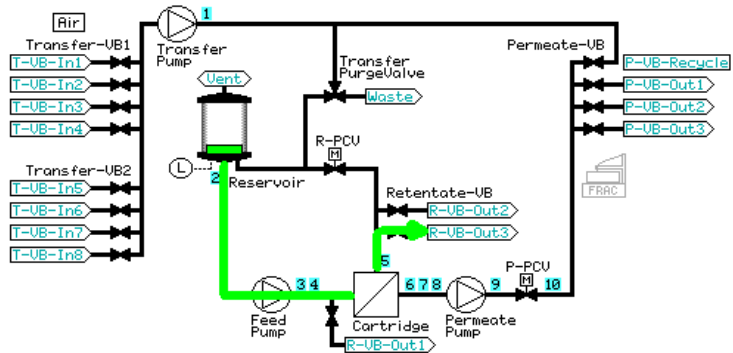 1
Air
Transfer-VB1
Transfer
Pump
Permeate-VB
T-VB-In1
T-VB-In2
T-VB-In3
T-VB-In4
Vent
Transfer
PurgeValve
Waste
P-VB-Recycle
P-VB-Out1
P-VB-Out2
P-VB-Out3
R-PCV
M
Transfer-VB2
L
2
Reservoir
T-VB-In5
T-VB-In6
T-VB-In7
T-VB-In8
Retentate-VB
R-VB-Out2
R-VB-Out3
FRAC
5
P-PCV
M
3 4
6 7 8
9
10
Feed
Pump
Cartridge
Permeate
Pump
R-VB-Out1